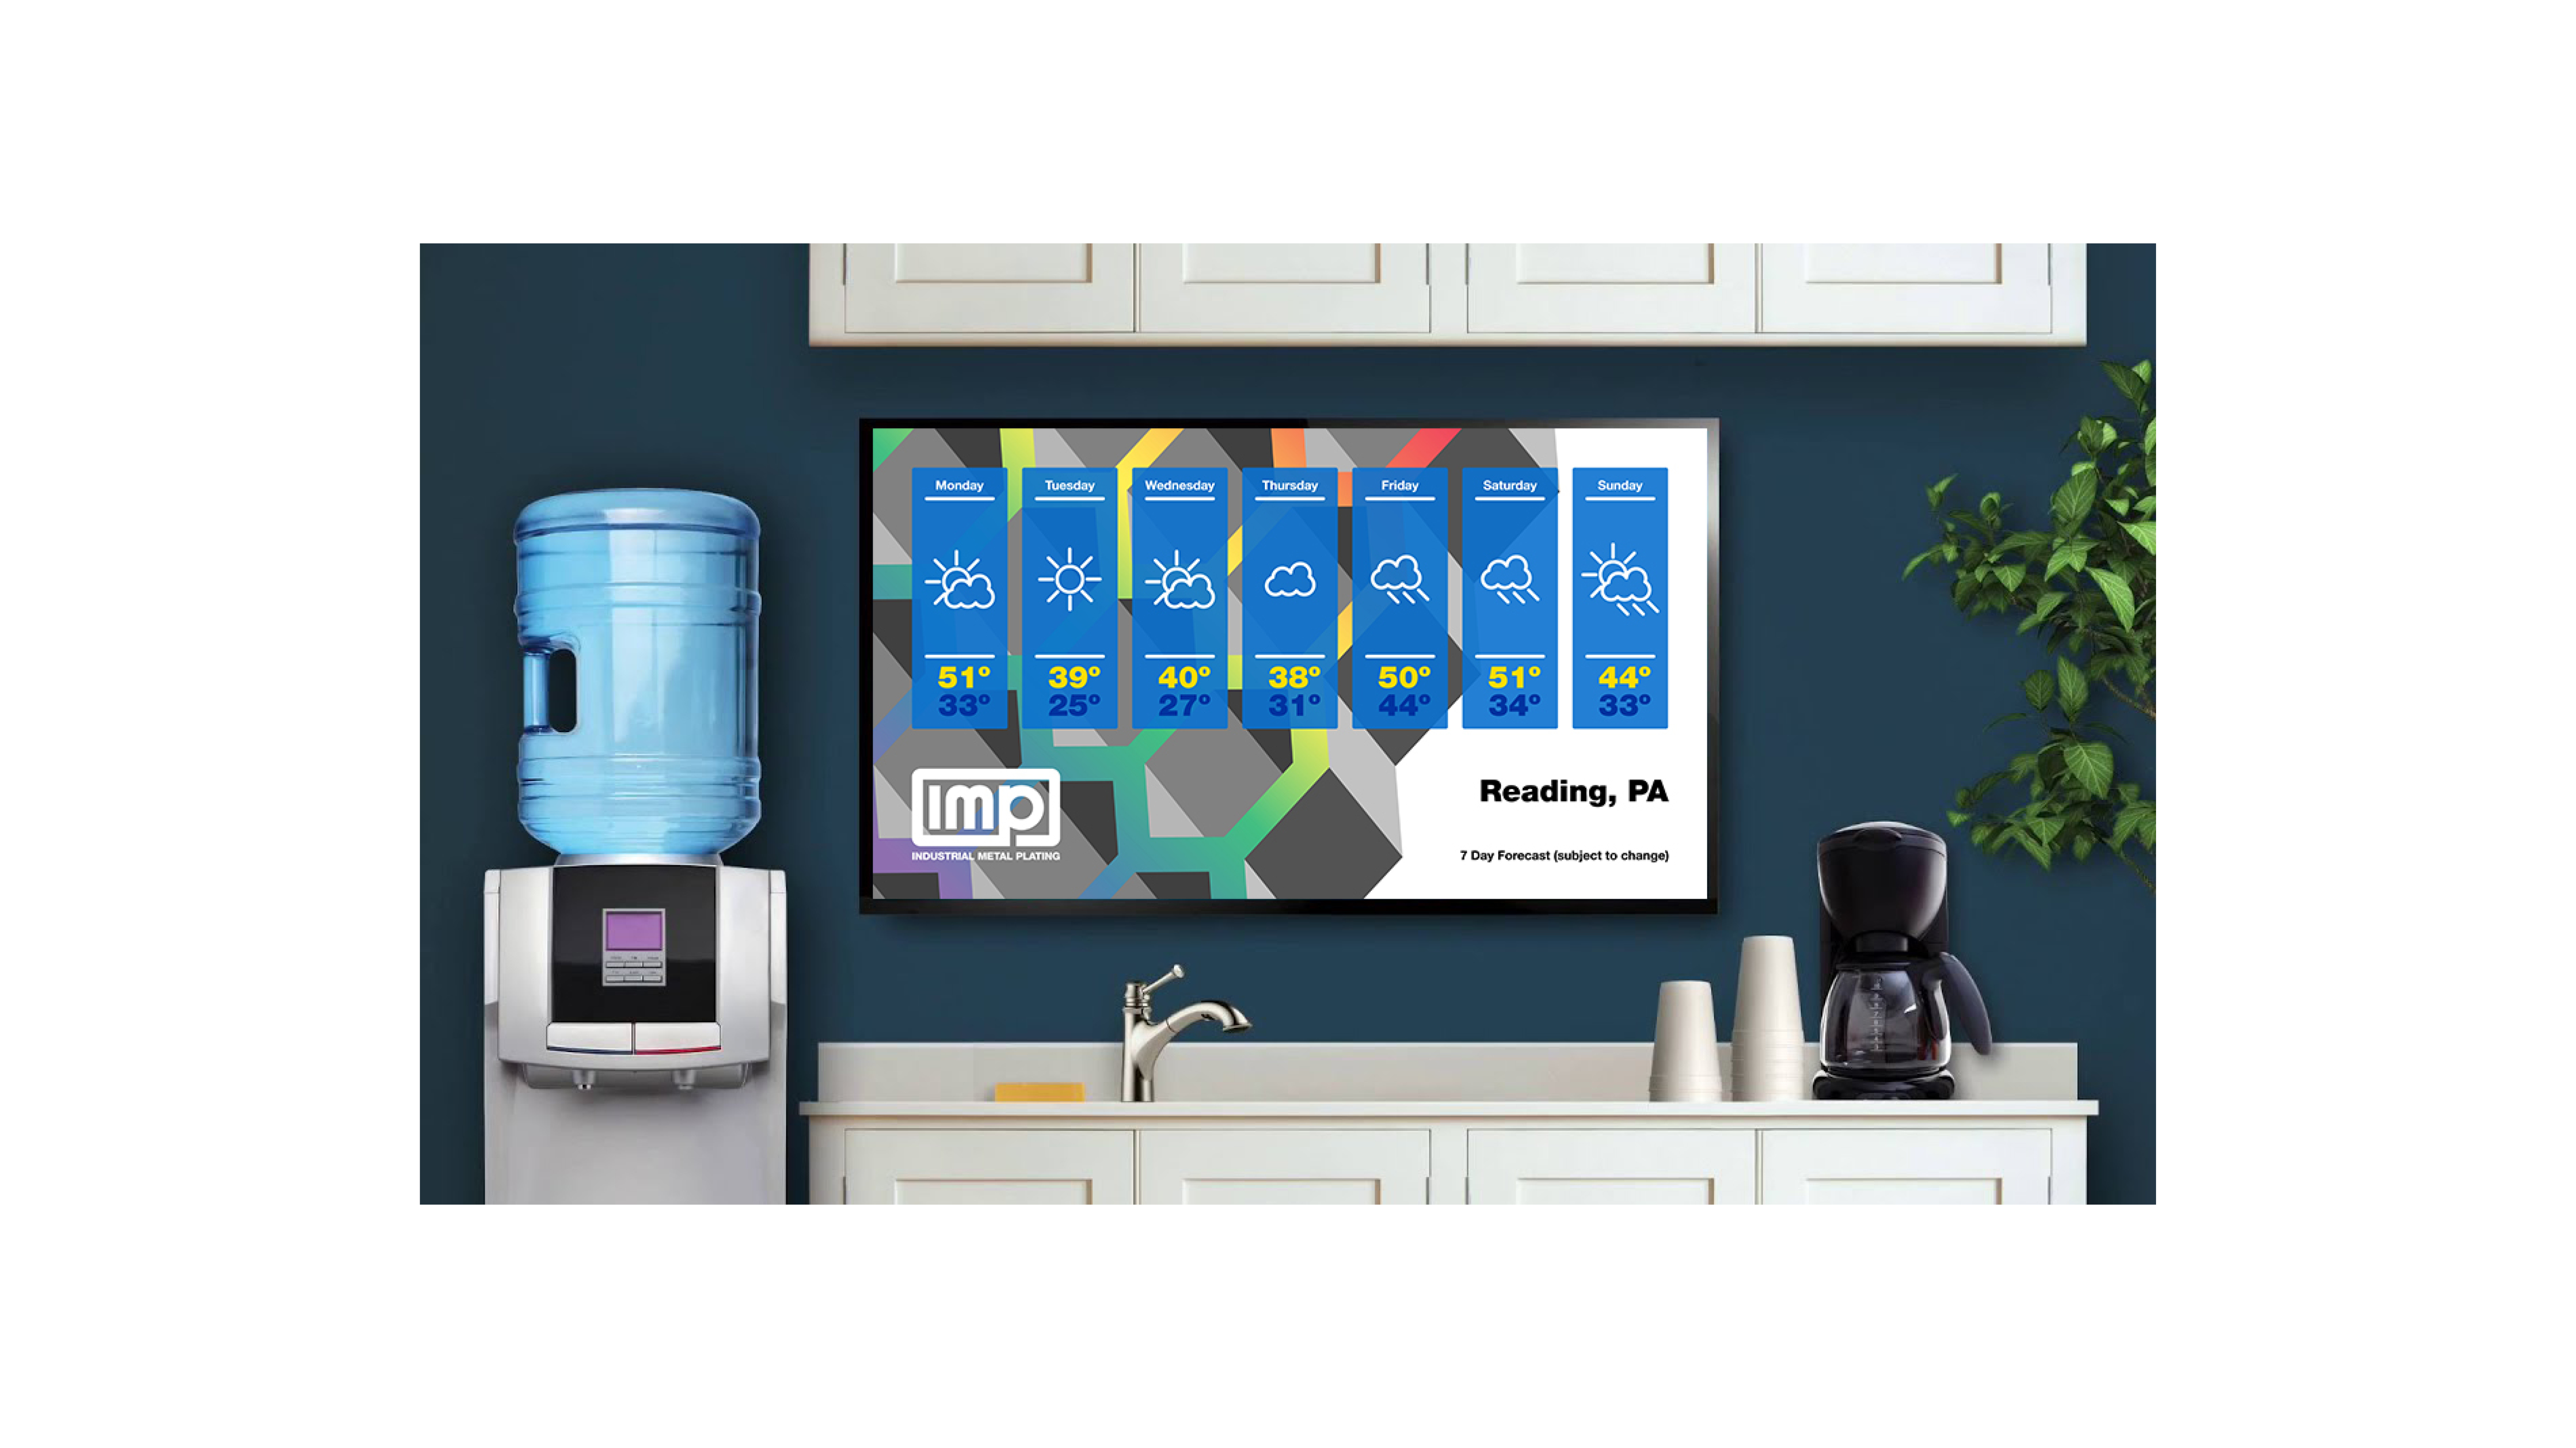 Monday Tuesday Wednesday Thursday Friday Saturday Sunday
51° 39° 40° 38° 50° 51° 44°
33° 25° 27° 31° 44° 34° 33°
imp
INDUSTRIAL METAL PLATING
Reading, PA
7 Day Forecast (subject to change)